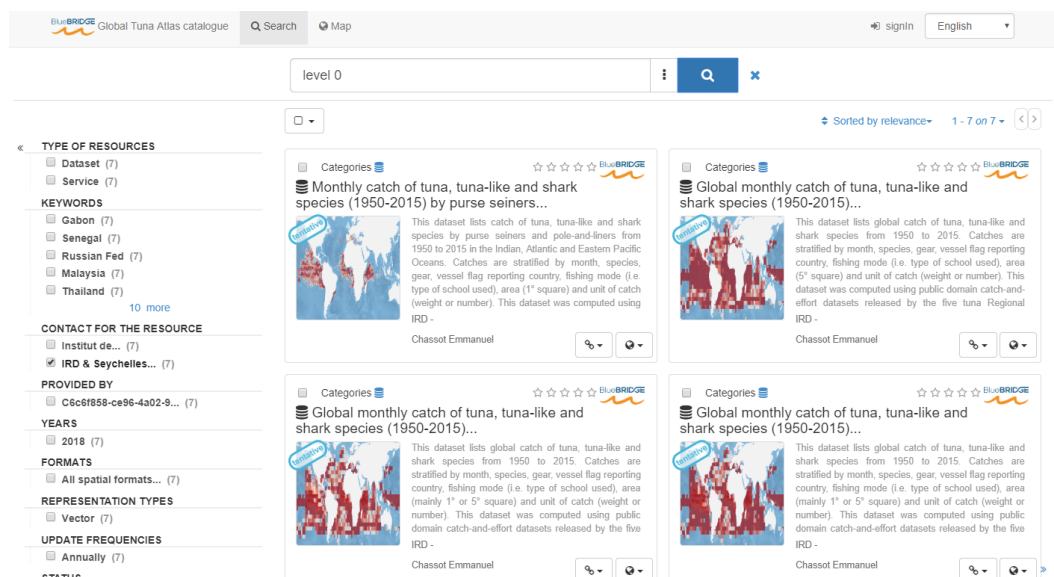 BlueBRIDGE Global Tuna Atlas catalogue Search Map signIn English
level 0
Sorted by relevance 1 - 7 on 7
TYPE OF RESOURCES
Dataset (7)
Service (7)
KEYWORDS
Gabon (7)
Senegal (7)
Russian Fed (7)
Malaysia (7)
Thailand (7)
10 more
CONTACT FOR THE RESOURCE
Institut de... (7)
IRD & Seychelles... (7)
PROVIDED BY
C6c6f858-ce96-4a02-9... (7)
YEARS
2018 (7)
FORMATS
All spatial formats... (7)
REPRESENTATION TYPES
Vector (7)
UPDATE FREQUENCIES
Annually (7)
STATUS
Categories BlueBRIDGE
Monthly catch of tuna, tuna-like and shark
species (1950-2015) by purse seiners...
tentative
This dataset lists catch of tuna, tuna-like and shark
species by purse seiners and pole-and-liners from
1950 to 2015 in the Indian, Atlantic and Eastern Pacific
Oceans. Catches are stratified by month, species,
gear, vessel flag reporting country, fishing mode (i.e.
type of school used), area (1° square) and unit of catch
(weight or number). This dataset was computed using
IRD -
Chassot Emmanuel
Categories BlueBRIDGE
Global monthly catch of tuna, tuna-like and
shark species (1950-2015)...
tentative
This dataset lists global catch of tuna, tuna-like and
shark species from 1950 to 2015. Catches are
stratified by month, species, gear, vessel flag reporting
country, fishing mode (i.e. type of school used), area
(5° square) and unit of catch (weight or number). This
dataset was computed using public domain catch-and-
effort datasets released by the five tuna Regional
IRD -
Chassot Emmanuel
Categories BlueBRIDGE
Global monthly catch of tuna, tuna-like and
shark species (1950-2015)...
tentative
This dataset lists global catch of tuna, tuna-like and
shark species from 1950 to 2015. Catches are
stratified by month, species, gear, vessel flag reporting
country, fishing mode (i.e. type of school used), area
(mainly 1° or 5° square) and unit of catch (weight or
number). This dataset was computed using public
domain catch-and-effort datasets released by the five
IRD -
Chassot Emmanuel
Categories BlueBRIDGE
Global monthly catch of tuna, tuna-like and
shark species (1950-2015)...
tentative
This dataset lists global catch of tuna, tuna-like and
shark species from 1950 to 2015. Catches are
stratified by month, species, gear, vessel flag reporting
country, fishing mode (i.e. type of school used), area
(mainly 1° or 5° square) and unit of catch (weight or
number). This dataset was computed using public
domain catch-and-effort datasets released by the five
IRD -
Chassot Emmanuel